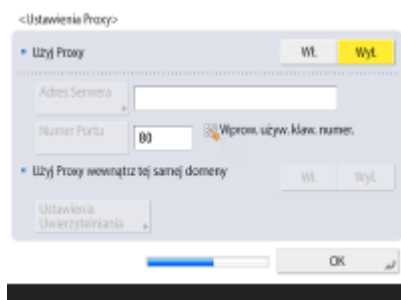 <Ustawienia Proxy>
Użyj Proxy Wł. Wył.
Adres Serwera
Numer Portu 80 Wprow. używ. klaw. numer.
Użyj Proxy wewnątrz tej samej domeny Wł. Wył.
Ustawienia
Uwierzytelniania
OK